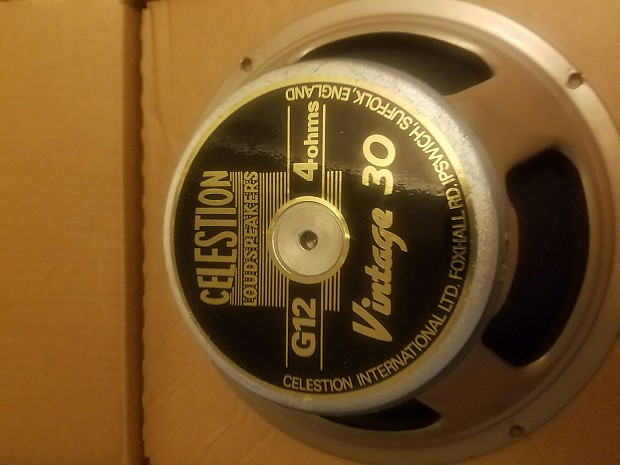 CELESTION
LOUDSPEAKERS
G12 4ohms
Vintage 30
CELESTION INTERNATIONAL LTD. FOXHALL RD. IPSWICH, SUFFOLK, ENGLAND